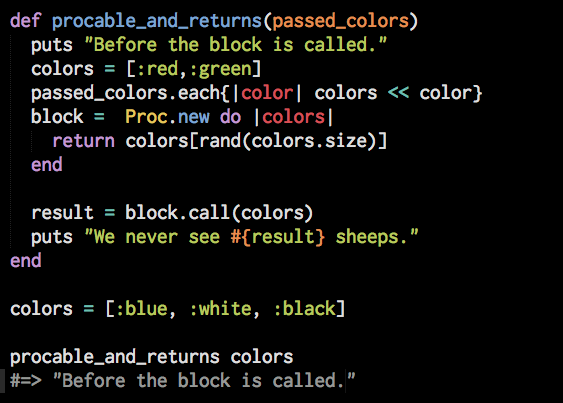 def procable_and_returns(passed_colors)
  puts "Before the block is called."
  colors = [:red,:green]
  passed_colors.each{|color| colors << color}
  block =  Proc.new do |colors|
    return colors[rand(colors.size)]
  end

  result = block.call(colors)
  puts "We never see #{result} sheeps."
end

colors = [:blue, :white, :black]

procable_and_returns colors
#=> "Before the block is called."